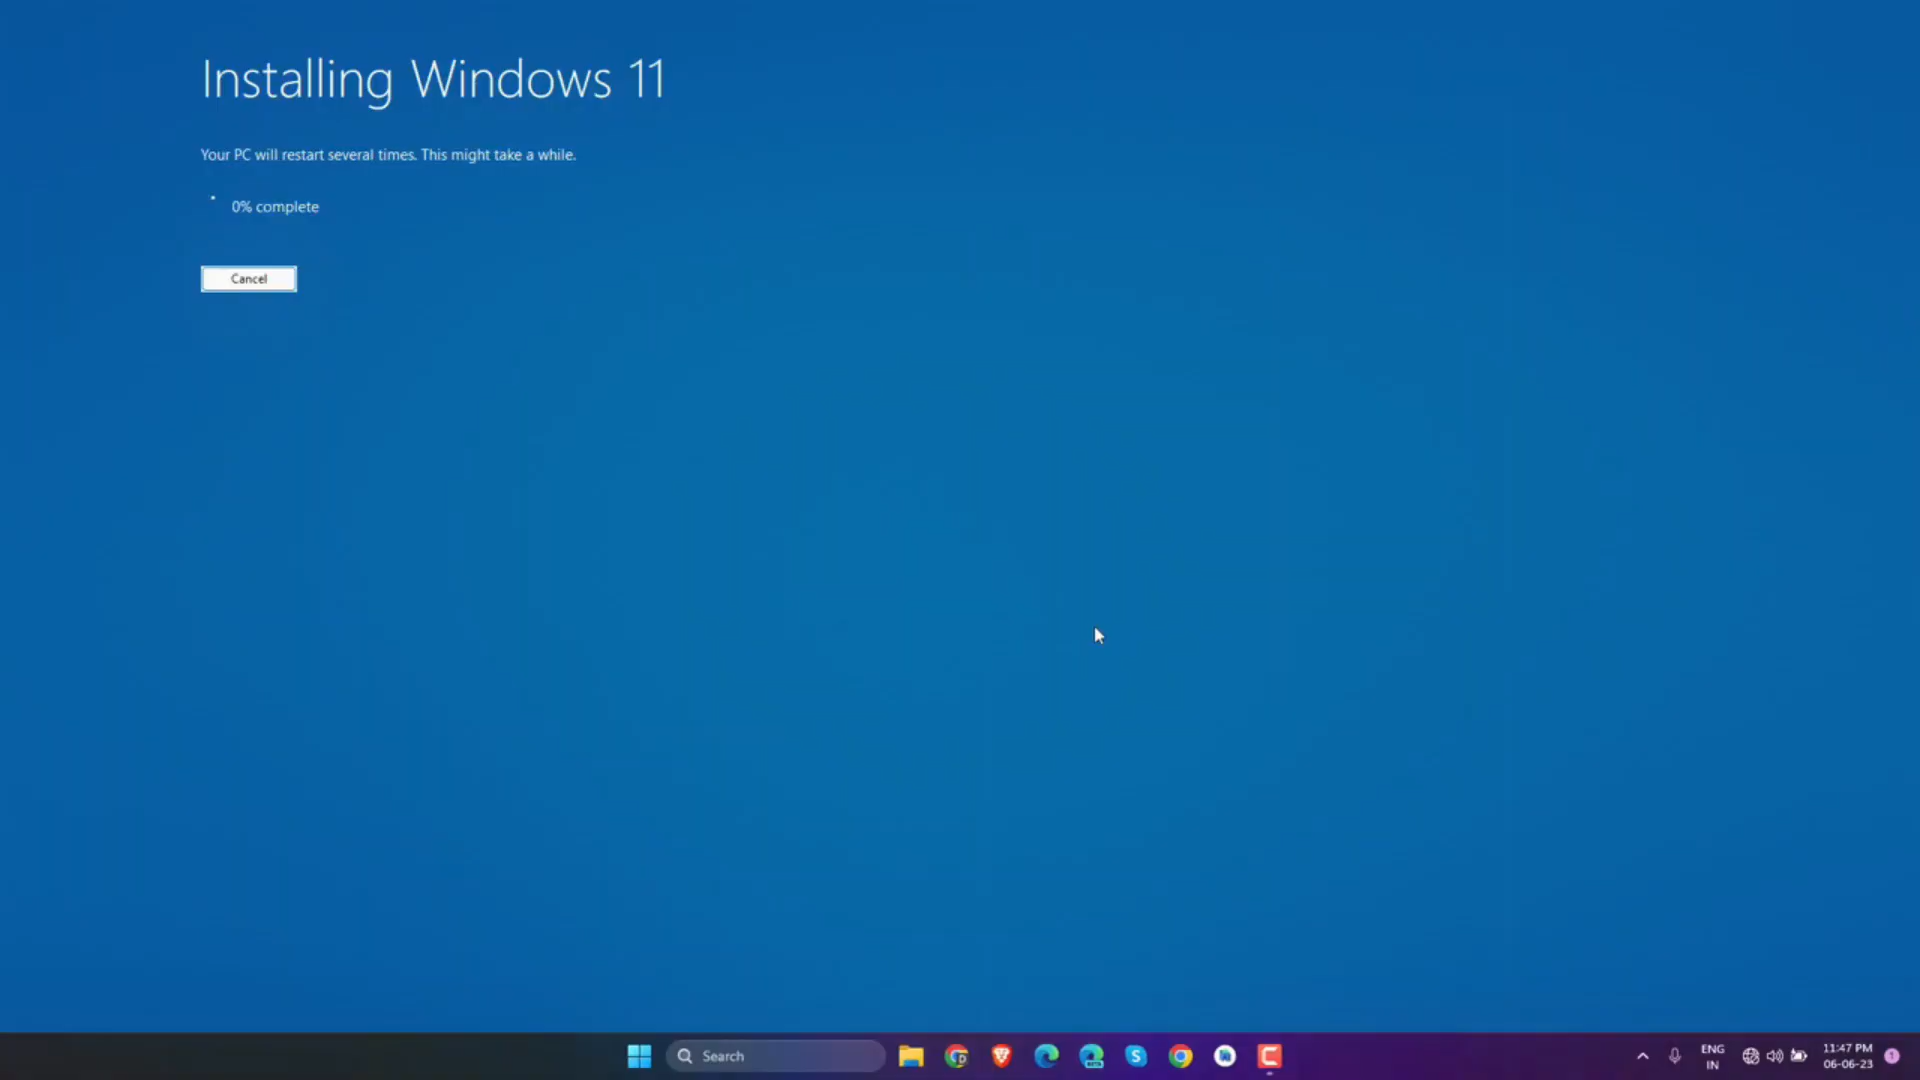 Installing Windows 11
Your PC will restart several times. This might take a while.
0% complete
Cancel
Search
ENG
IN
11:47 PM
06-06-23
1